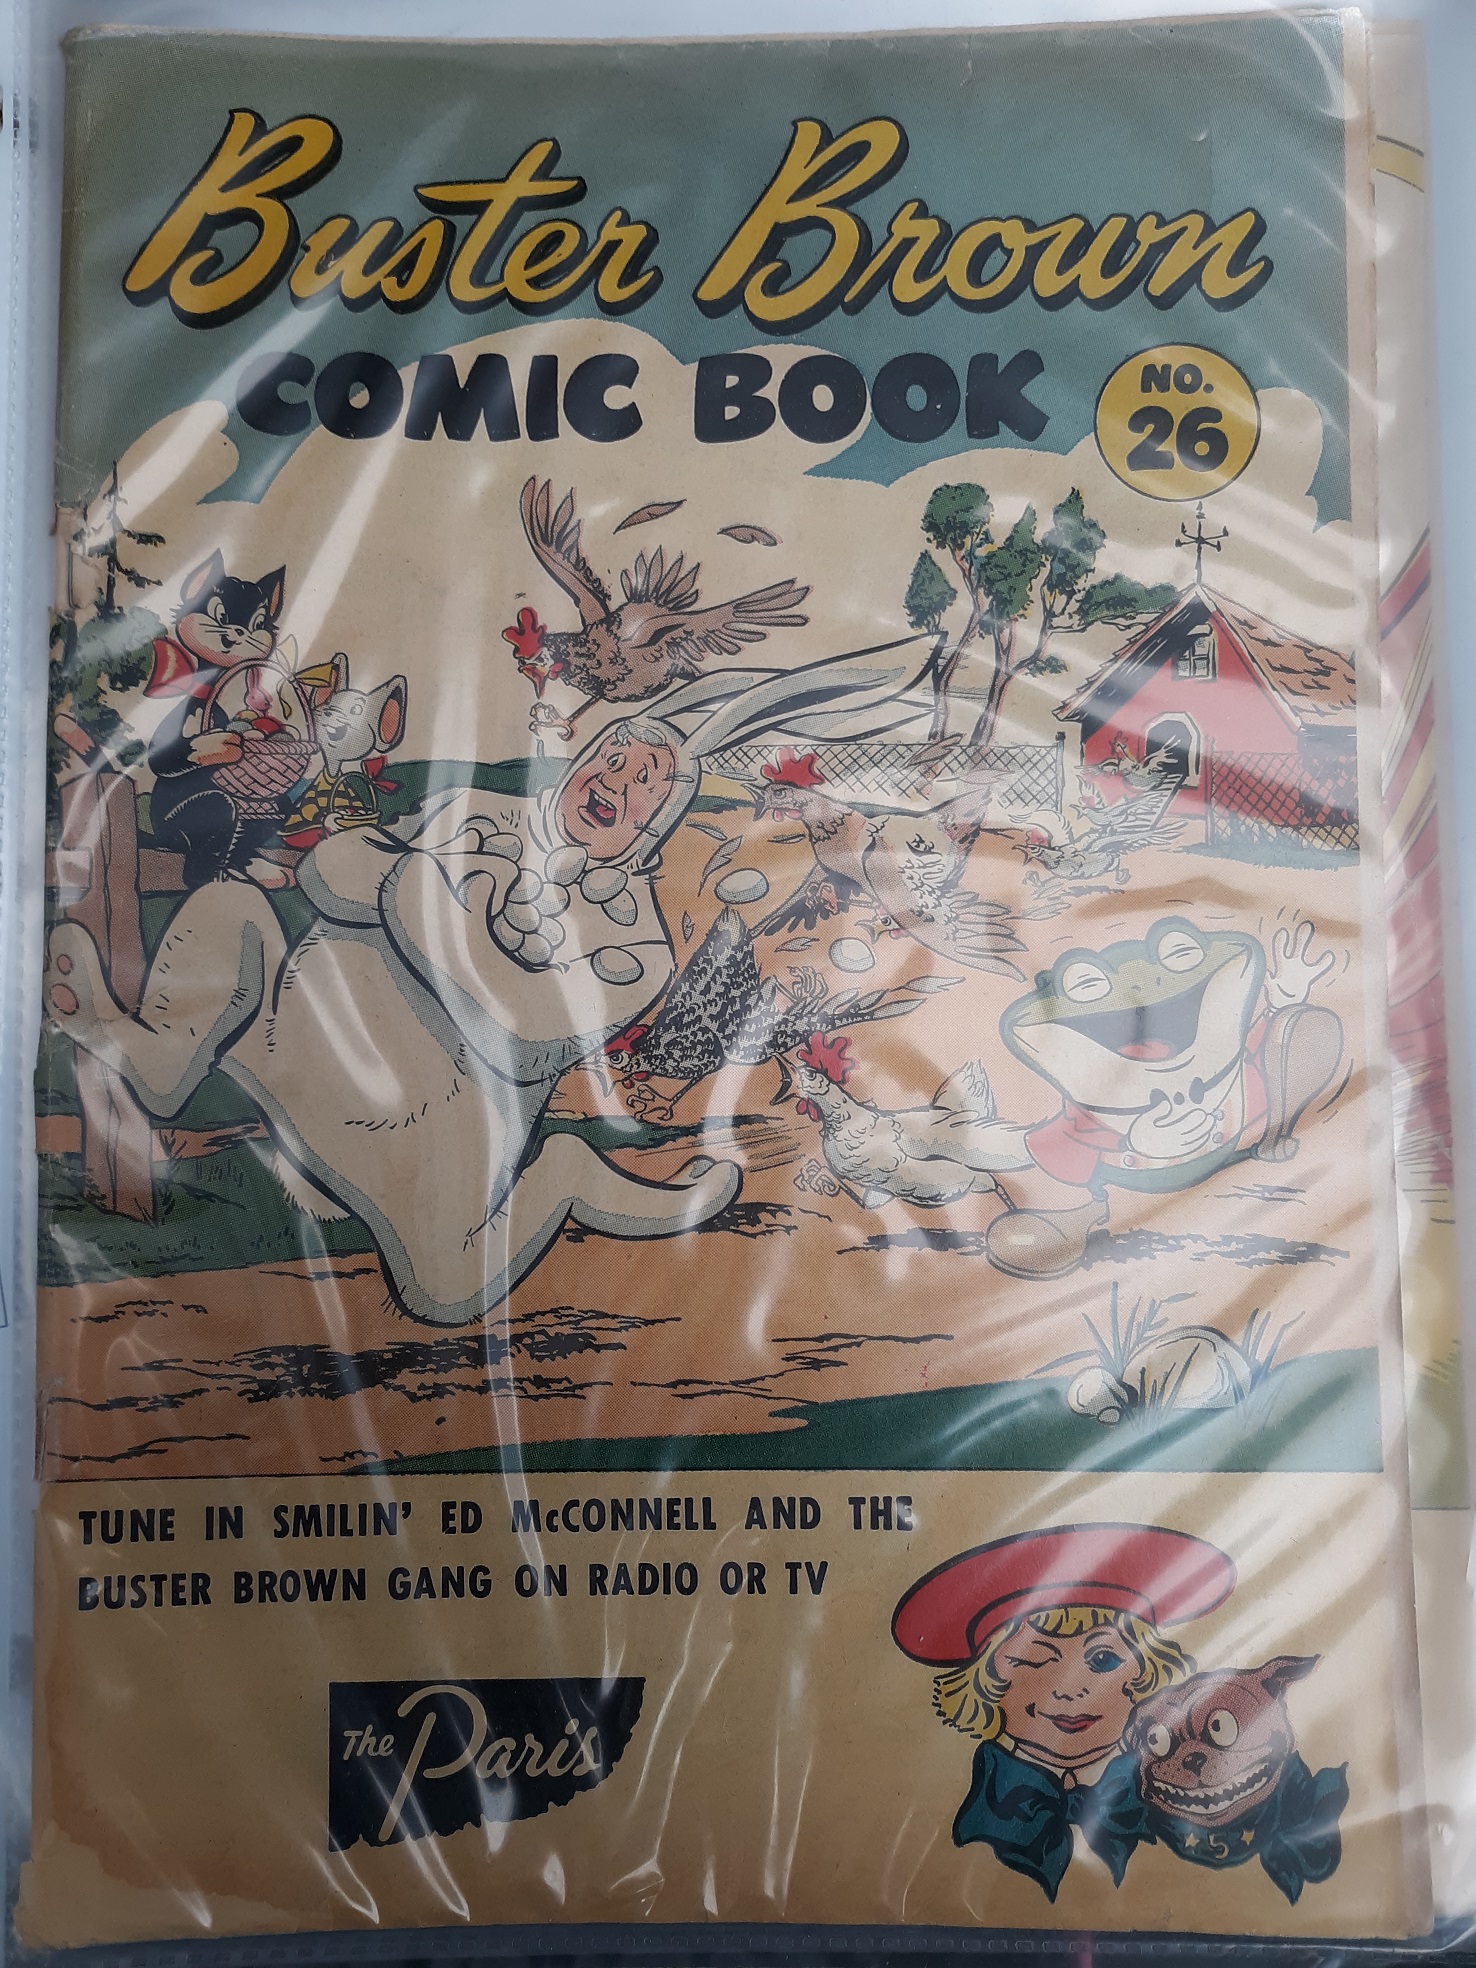 Buster Brown
COMIC BOOK
NO.
26
TUNE IN SMILIN' ED McCONNELL AND THE
BUSTER BROWN GANG ON RADIO OR TV
The Paris
5